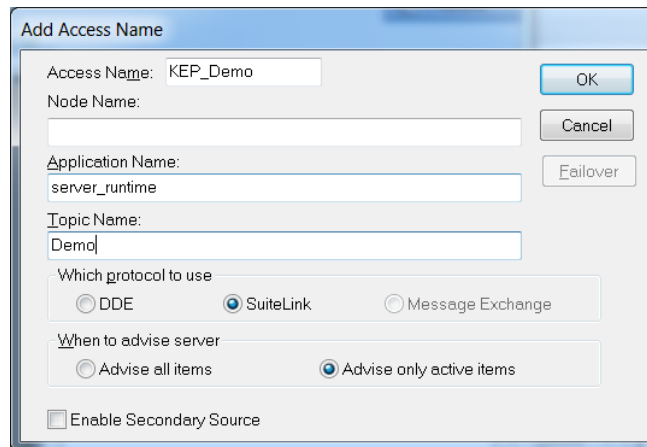 Add Access Name
Access Name: KEP_Demo
OK
Node Name:
Cancel
Application Name:
Failover
server_runtime
Topic Name:
Demo
Which protocol to use
DDE SuiteLink Message Exchange
When to advise server
Advise all items Advise only active items
Enable Secondary Source